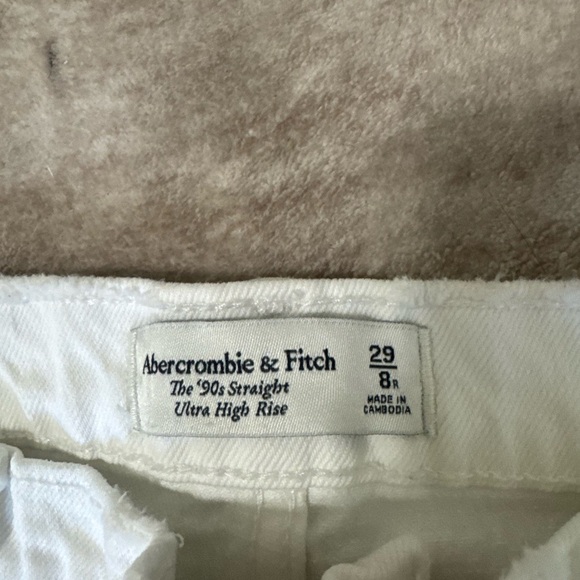 Abercrombie & Fitch
The '90s Straight
Ultra High Rise
29
8R
MADE IN
CAMBODIA